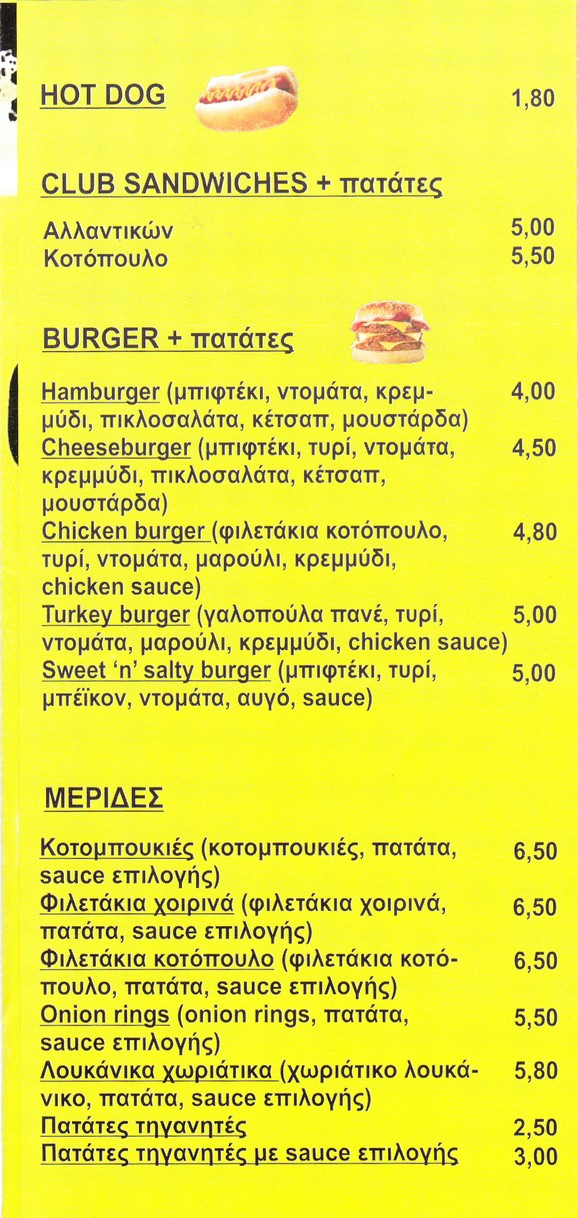 HOT DOG 1,80
CLUB SANDWICHES + πατάτες
Αλλαντικών 5,00
Κοτόπουλο 5,50
BURGER + πατάτες
Hamburger (μπιφτέκι, ντομάτα, κρεμ- 4,00
μύδι, πικλοσαλάτα, κέτσαπ, μουστάρδα)
Cheeseburger (μπιφτέκι, τυρί, ντομάτα, 4,50
κρεμμύδι, πικλοσαλάτα, κέτσαπ,
μουστάρδα)
Chicken burger (φιλετάκια κοτόπουλο, 4,80
τυρί, ντομάτα, μαρούλι, κρεμμύδι,
chicken sauce)
Turkey burger (γαλοπούλα πανέ, τυρί, 5,00
ντομάτα, μαρούλι, κρεμμύδι, chicken sauce)
Sweet ‘n’ salty burger (μπιφτέκι, τυρί, 5,00
μπέϊκον, ντομάτα, αυγό, sauce)
ΜΕΡΙΔΕΣ
Κοτομπουκιές (κοτομπουκιές, πατάτα, 6,50
sauce επιλογής)
Φιλετάκια χοιρινά (φιλετάκια χοιρινά, 6,50
πατάτα, sauce επιλογής)
Φιλετάκια κοτόπουλο (φιλετάκια κοτό- 6,50
πουλο, πατάτα, sauce επιλογής)
Onion rings (onion rings, πατάτα, 5,50
sauce επιλογής)
Λουκάνικα χωριάτικα (χωριάτικο λουκά- 5,80
νικο, πατάτα, sauce επιλογής)
Πατάτες τηγανητές 2,50
Πατάτες τηγανητές με sauce επιλογής 3,00